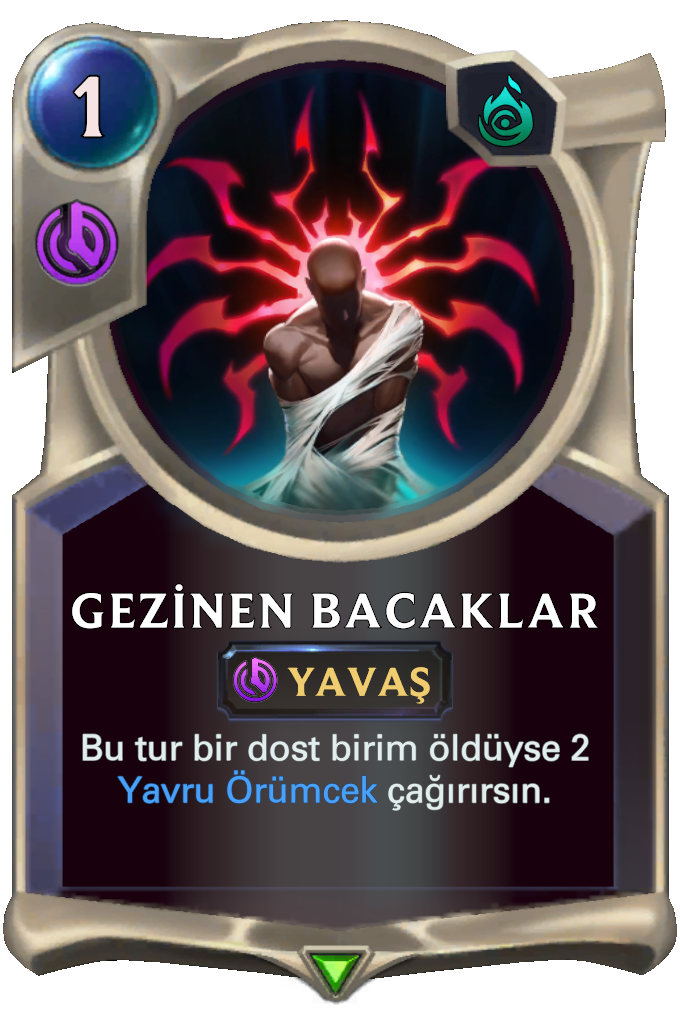 1
GEZİNEN BACAKLAR
YAVAŞ
Bu tur bir dost birim öldüyse 2
Yavru Örümcek çağırırsın.